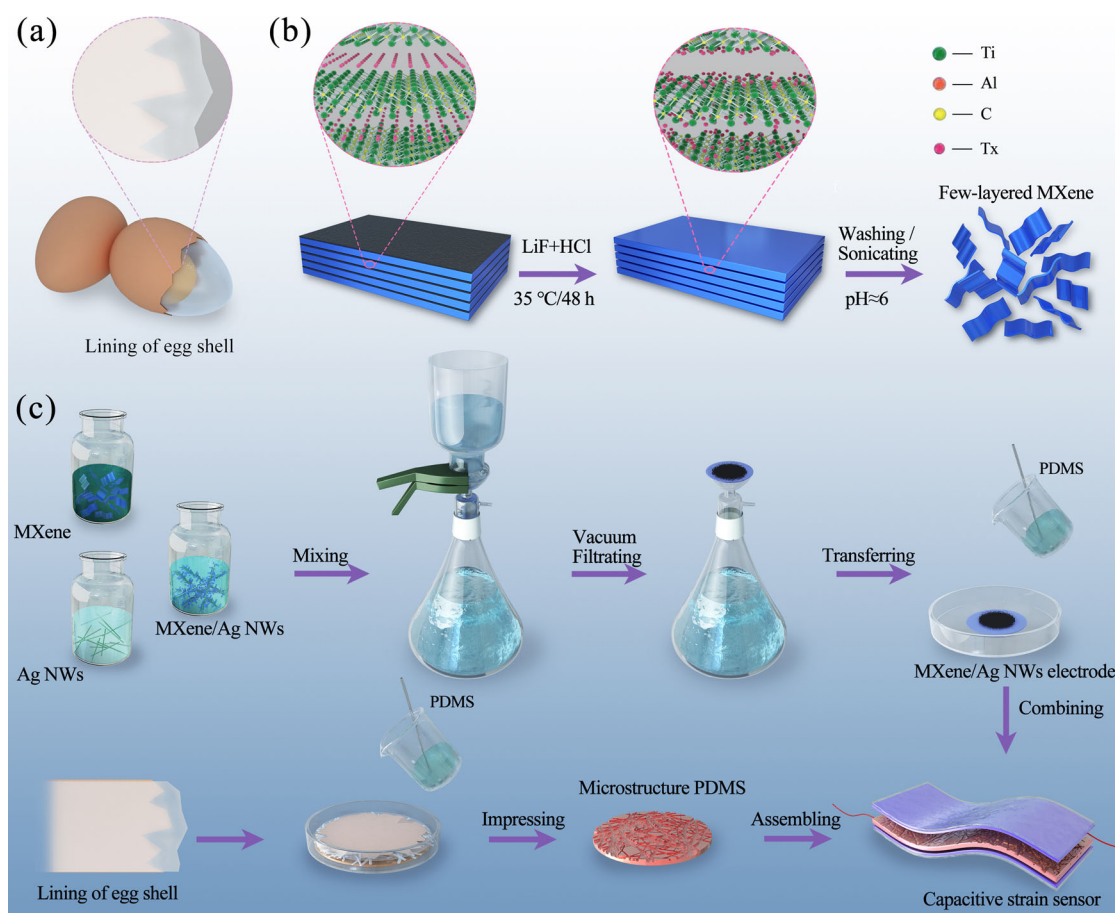 (a)
(b)
— Ti
— Al
— C
— Tx
Few-layered MXene
LiF+HCl
35 °C/48 h
Washing /
Sonicating
pH≈6
Lining of egg shell
(c)
MXene
Ag NWs
MXene/Ag NWs
Mixing
Vacuum
Filtrating
Transferring
PDMS
MXene/Ag NWs electrode
Combining
PDMS
Lining of egg shell
Impressing
Microstructure PDMS
Assembling
Capacitive strain sensor